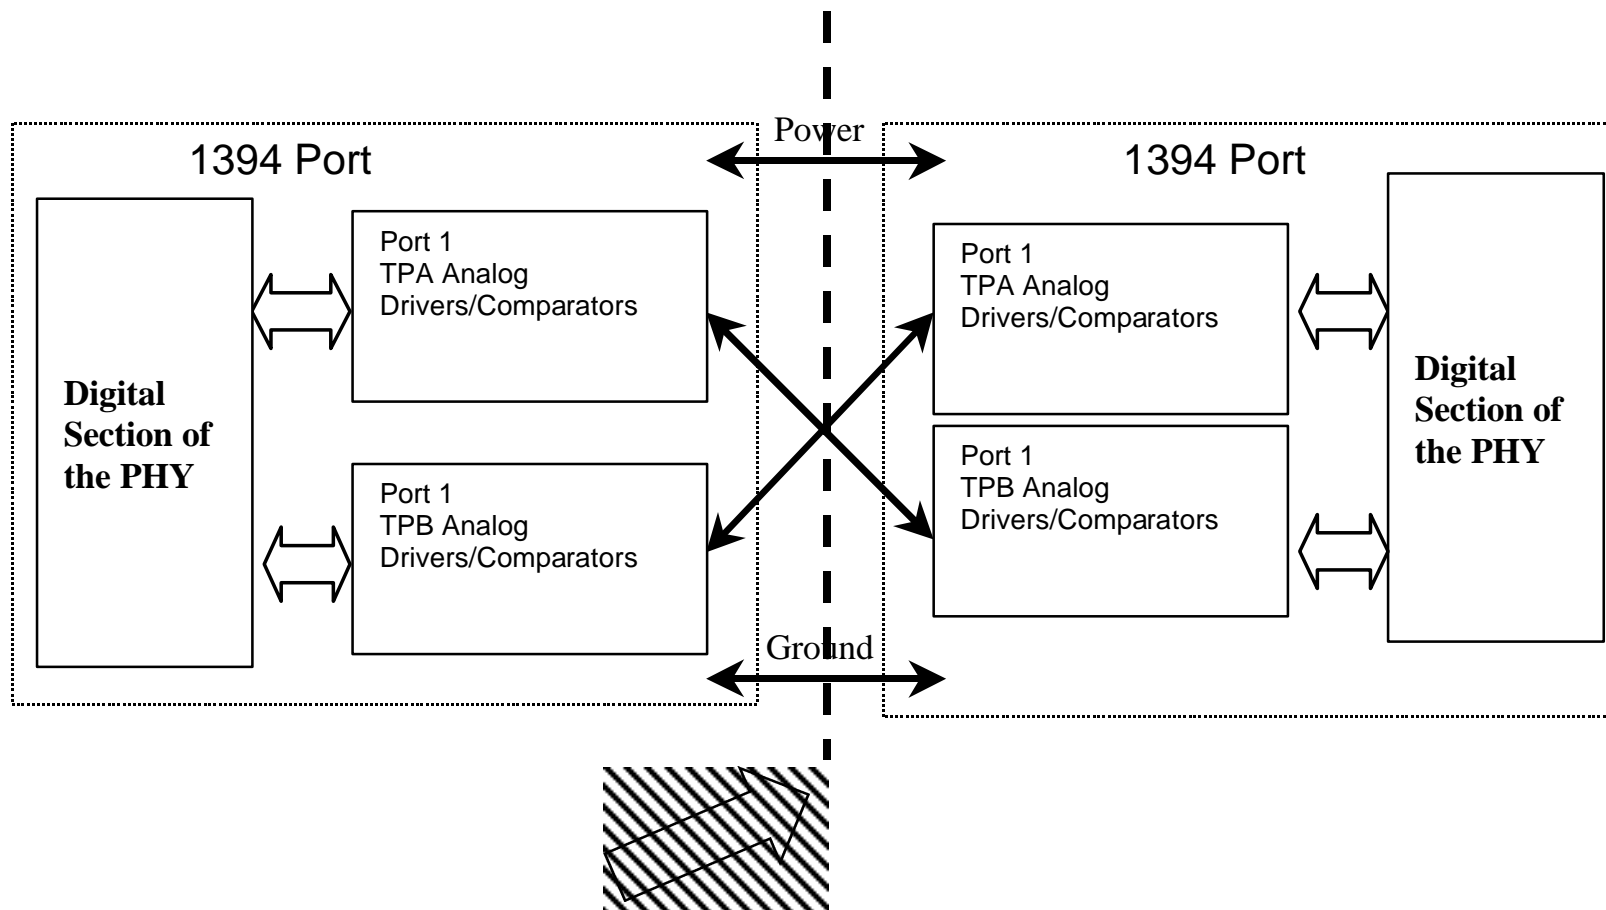 Power
1394 Port
1394 Port
Port 1
TPA Analog
Drivers/Comparators
Port 1
TPA Analog
Drivers/Comparators
Digital
Section of
the PHY
Digital
Section of
the PHY
Port 1
TPB Analog
Drivers/Comparators
Port 1
TPB Analog
Drivers/Comparators
Ground